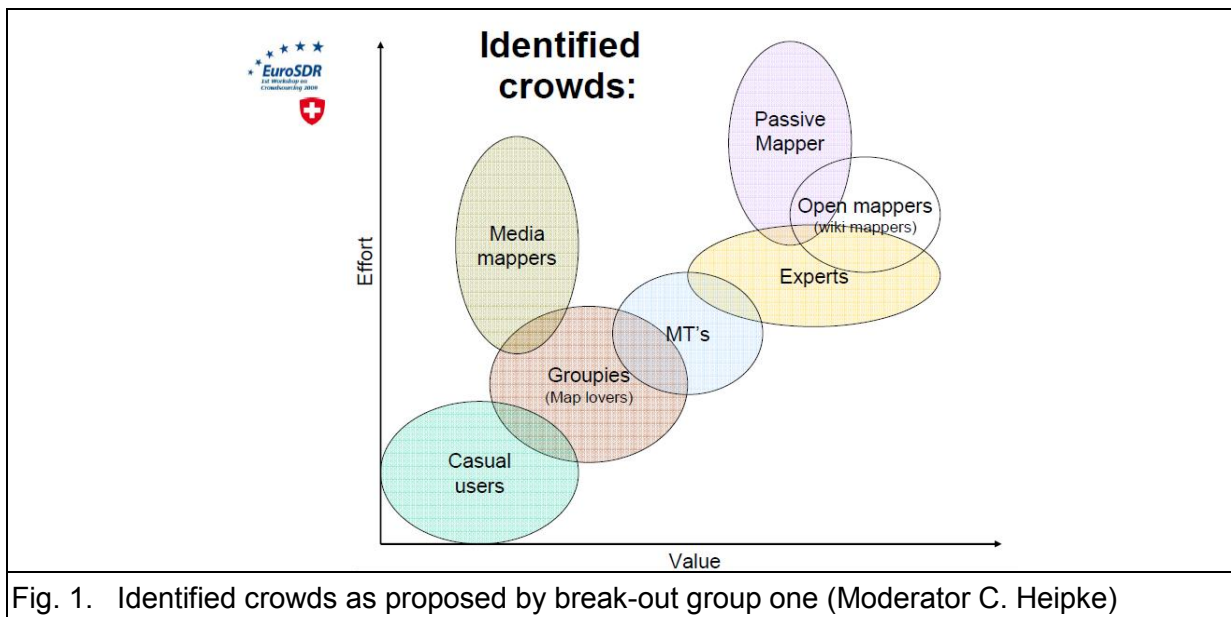 EuroSDR
1st Workshop on
Crowdsourcing 2009
Identified
crowds:
Effort
Passive
Mapper
Open mappers
(wiki mappers)
Media
mappers
Experts
MT's
Groupies
(Map lovers)
Casual
users
Value
Fig. 1. Identified crowds as proposed by break-out group one (Moderator C. Heipke)